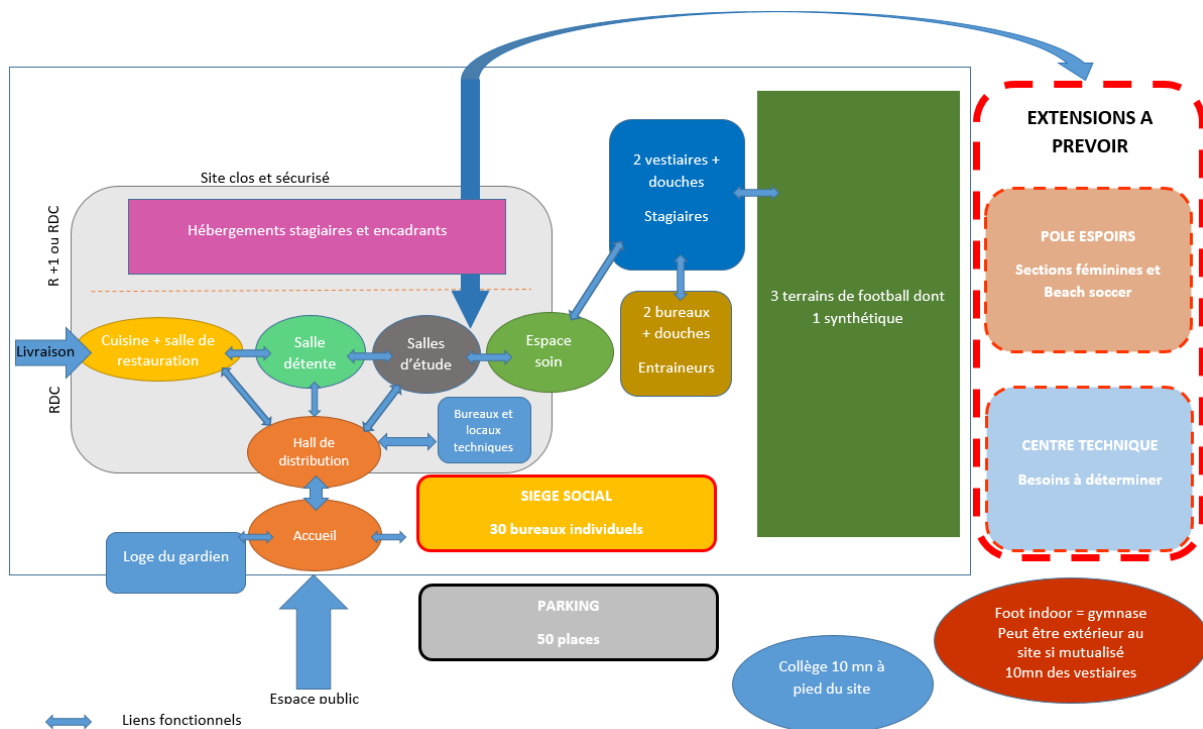 EXTENSIONS A
PREVOIR
2 vestiaires +
douches
Stagiaires
Site clos et sécurisé
R +1 ou RDC
Hébergements stagiaires et encadrants
POLE ESPOIRS
Sections féminines et
Beach soccer
3 terrains de football dont
1 synthétique
2 bureaux
+ douches
Entraineurs
Livraison
Cuisine + salle de
restauration
Salle
détente
Salles
d'étude
Espace
soin
RDC
Bureaux et
locaux
techniques
Hall de
distribution
CENTRE TECHNIQUE
Besoins à déterminer
SIEGE SOCIAL
30 bureaux individuels
Accueil
Loge du gardien
PARKING
50 places
Foot indoor = gymnase
Peut être extérieur au
site si mutualisé
10mn des vestiaires
Collège 10 mn à
pied du site
Espace public
Liens fonctionnels